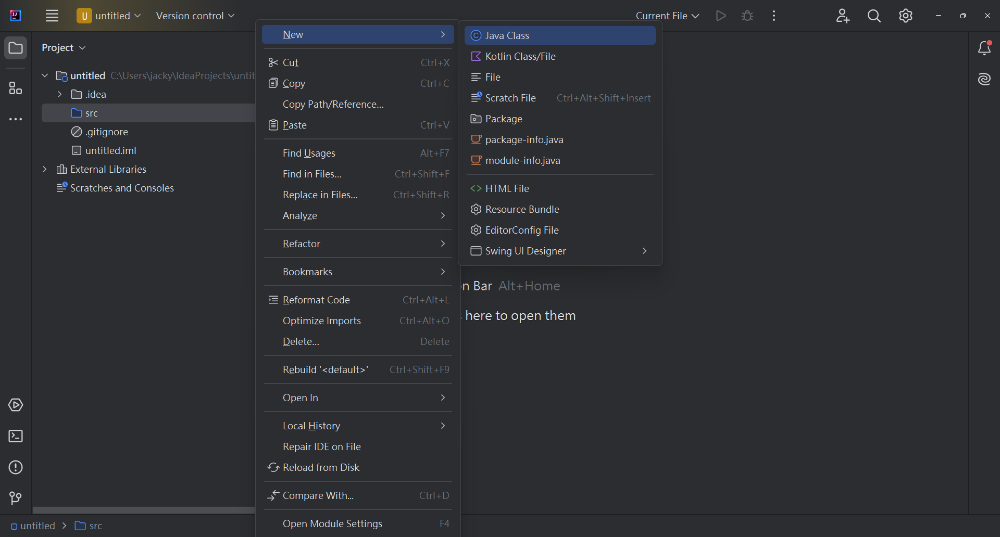 U untitled
Version control
Current File
Project
untitled C:\Users\jacky\IdeaProjects\untit
.idea
src
.gitignore
untitled.iml
External Libraries
Scratches and Consoles
New
Cut Ctrl+X
Copy Ctrl+C
Copy Path/Reference...
Paste Ctrl+V
Find Usages Alt+F7
Find in Files... Ctrl+Shift+F
Replace in Files... Ctrl+Shift+R
Analyze
Refactor
Bookmarks
Reformat Code Ctrl+Alt+L
Optimize Imports Ctrl+Alt+O
Delete... Delete
Rebuild '<default>' Ctrl+Shift+F9
Open In
Local History
Repair IDE on File
Reload from Disk
Compare With... Ctrl+D
Open Module Settings F4
Java Class
Kotlin Class/File
File
Scratch File Ctrl+Alt+Shift+Insert
Package
package-info.java
module-info.java
HTML File
Resource Bundle
EditorConfig File
Swing UI Designer
n Bar Alt+Home
here to open them
untitled > src